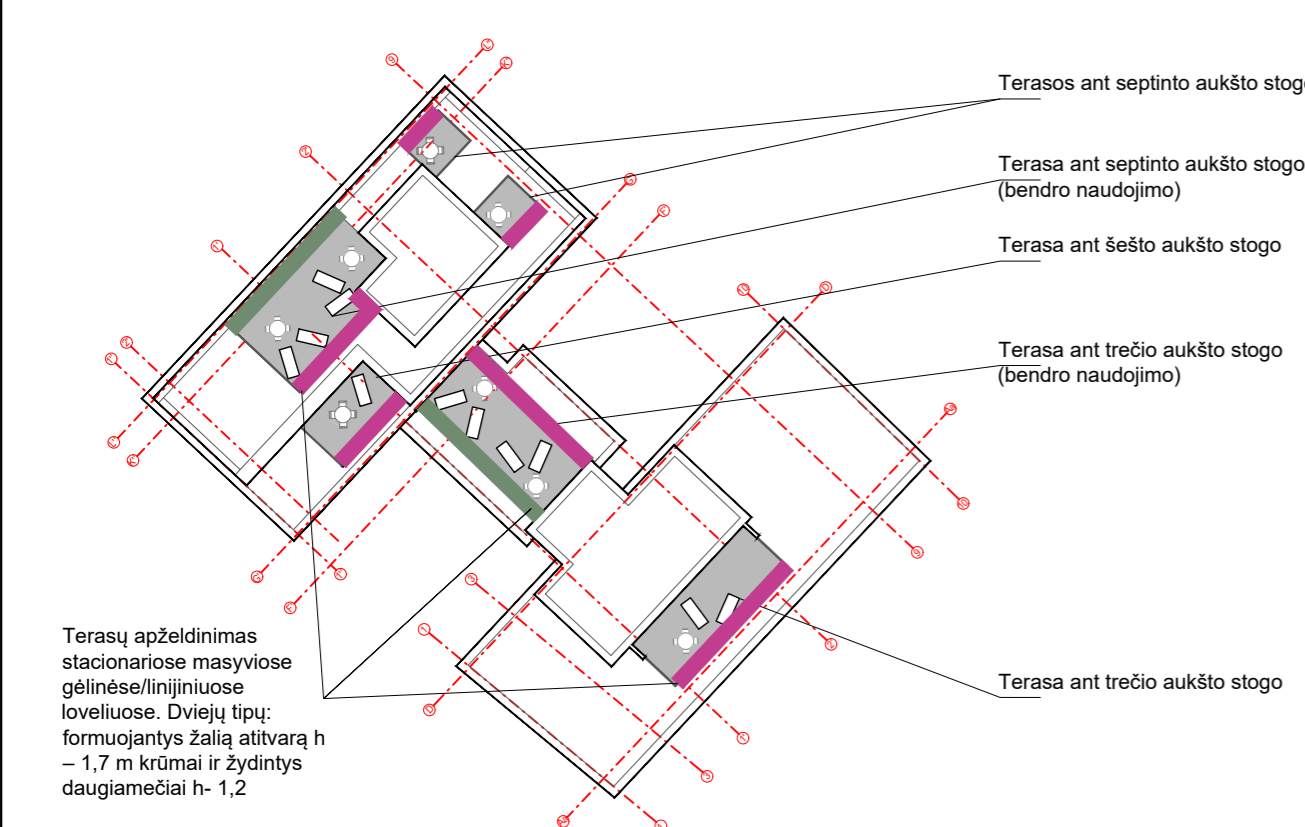 Terasos ant septinto aukšto stog
Terasa ant septinto aukšto stogo
(bendro naudojimo)
Terasa ant šešto aukšto stogo
Terasa ant trečio aukšto stogo
(bendro naudojimo)
Terasa ant trečio aukšto stogo
Terasų apželdinimas
stacionariose masyviose
gėlinėse/linijiniuose
loveliuose. Dviejų tipų:
formuojantys žalią atitvarą h
– 1,7 m krūmai ir žydintys
daugiamečiai h- 1,2